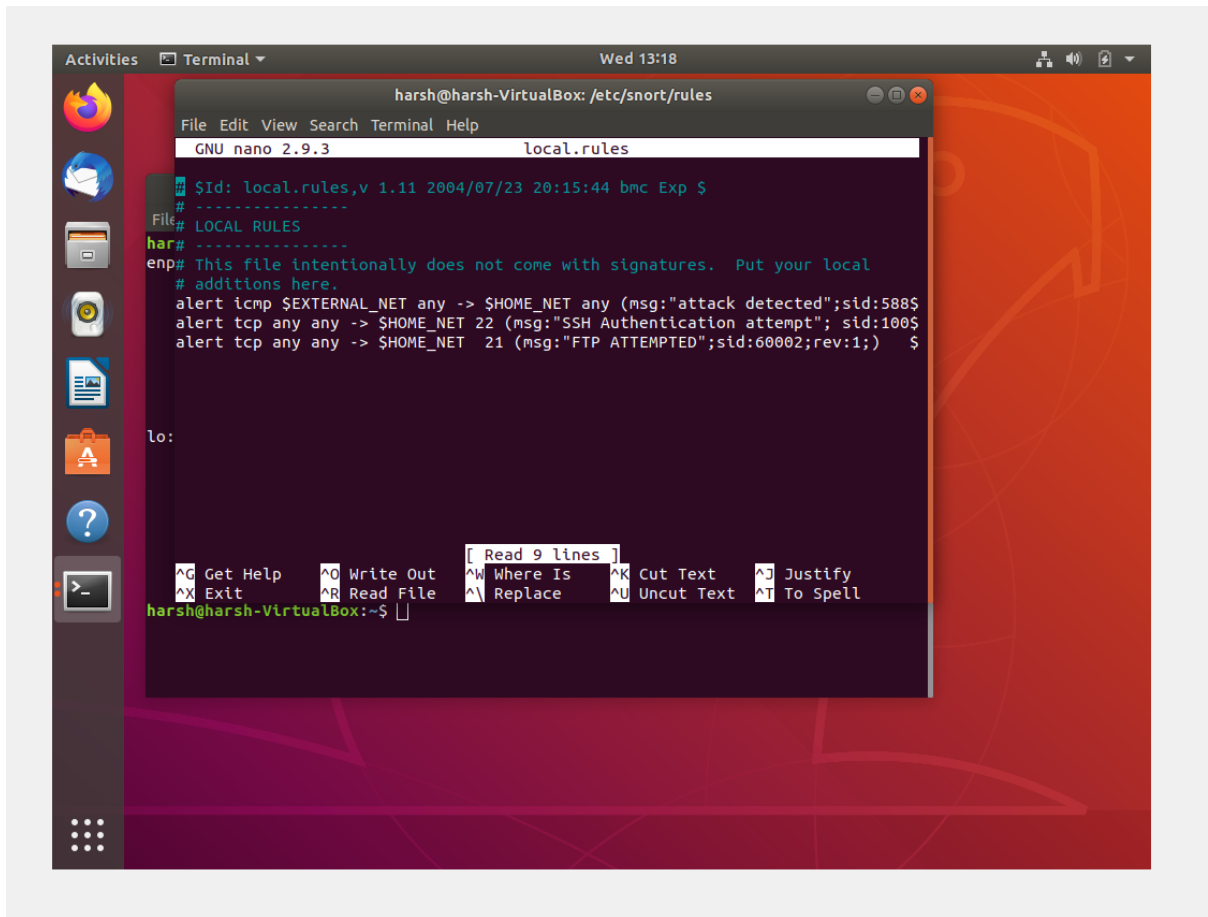 Activities Terminal Wed 13:18
harsh@harsh-VirtualBox: /etc/snort/rules
File Edit View Search Terminal Help
GNU nano 2.9.3 local.rules
# $Id: local.rules,v 1.11 2004/07/23 20:15:44 bmc Exp $
# ----------------
# LOCAL RULES
# ----------------
# This file intentionally does not come with signatures.  Put your local
# additions here.
alert icmp $EXTERNAL_NET any -> $HOME_NET any (msg:"attack detected";sid:588$
alert tcp any any -> $HOME_NET 22 (msg:"SSH Authentication attempt"; sid:100$
alert tcp any any -> $HOME_NET  21 (msg:"FTP ATTEMPTED";sid:60002;rev:1;)   $
File
har
enp
lo:
[ Read 9 lines ]
^G Get Help ^O Write Out ^W Where Is ^K Cut Text ^J Justify
^X Exit ^R Read File ^\ Replace ^U Uncut Text ^T To Spell
harsh@harsh-VirtualBox:~$